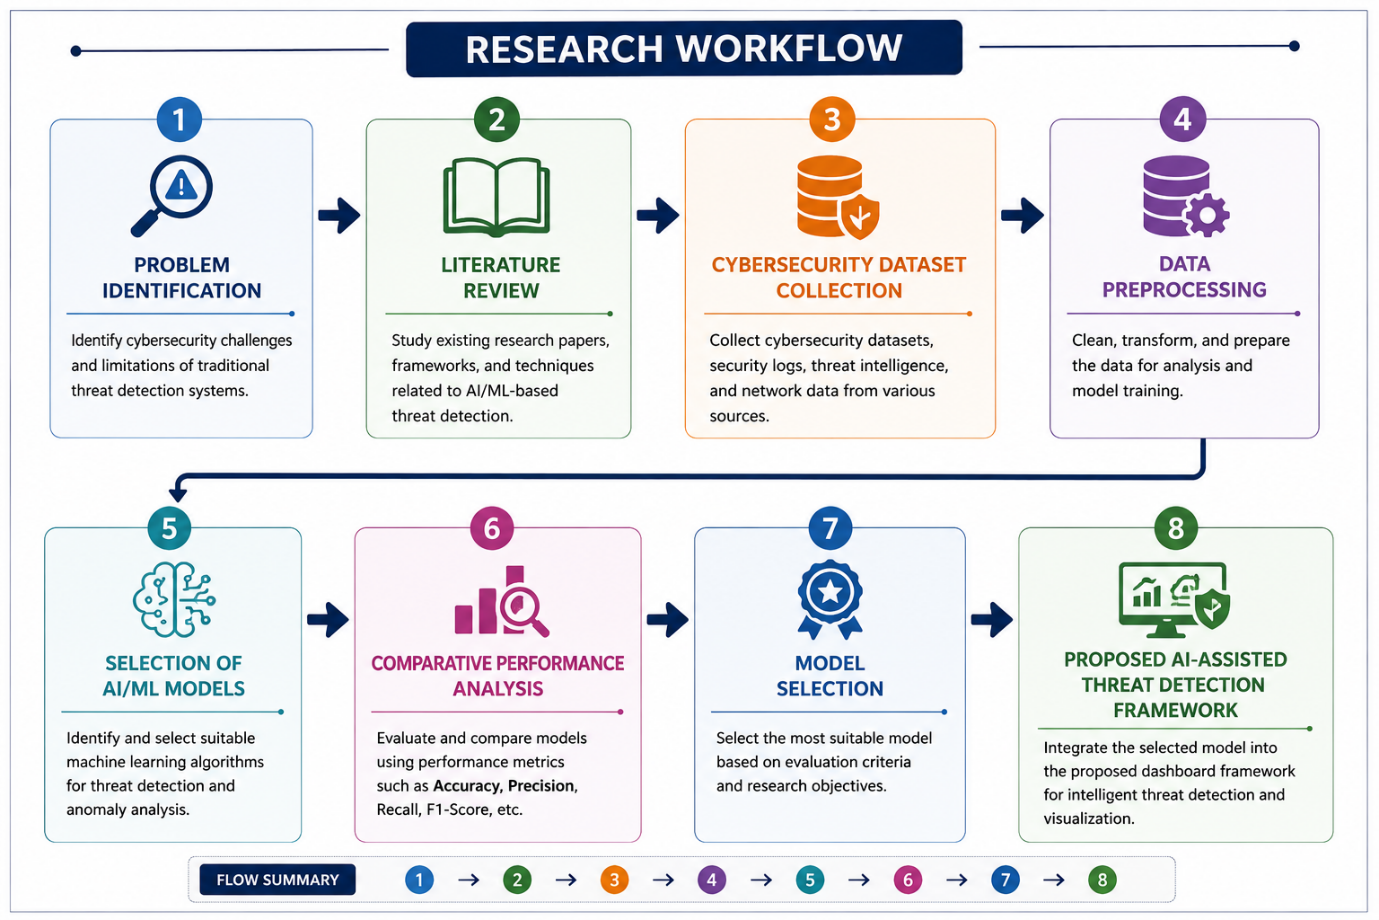 RESEARCH WORKFLOW
1
PROBLEM
IDENTIFICATION
Identify cybersecurity challenges
and limitations of traditional
threat detection systems.
2
LITERATURE
REVIEW
Study existing research papers,
frameworks, and techniques
related to AI/ML-based
threat detection.
3
CYBERSECURITY DATASET
COLLECTION
Collect cybersecurity datasets,
security logs, threat intelligence,
and network data from various
sources.
4
DATA
PREPROCESSING
Clean, transform, and prepare
the data for analysis and
model training.
5
SELECTION OF
AI/ML MODELS
Identify and select suitable
machine learning algorithms
for threat detection and
anomaly analysis.
6
COMPARATIVE PERFORMANCE
ANALYSIS
Evaluate and compare models
using performance metrics
such as Accuracy, Precision,
Recall, F1-Score, etc.
7
MODEL
SELECTION
Select the most suitable model
based on evaluation criteria
and research objectives.
8
PROPOSED AI-ASSISTED
THREAT DETECTION
FRAMEWORK
Integrate the selected model into
the proposed dashboard framework
for intelligent threat detection and
visualization.
FLOW SUMMARY 1 → 2 → 3 → 4 → 5 → 6 → 7 → 8